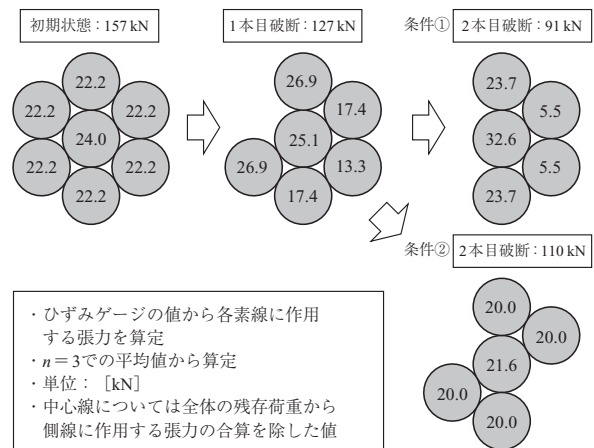 初期状態：157 kN
22.2
22.2
22.2
24.0
22.2
22.2
22.2
1本目破断：127 kN
26.9
17.4
25.1
26.9
13.3
17.4
条件① 2本目破断：91 kN
23.7
5.5
32.6
5.5
23.7
条件② 2本目破断：110 kN
20.0
20.0
21.6
20.0
20.0
・ひずみゲージの値から各素線に作用
する張力を算定
・n＝3での平均値から算定
・単位：［kN］
・中心線については全体の残存荷重から
側線に作用する張力の合算を除した値